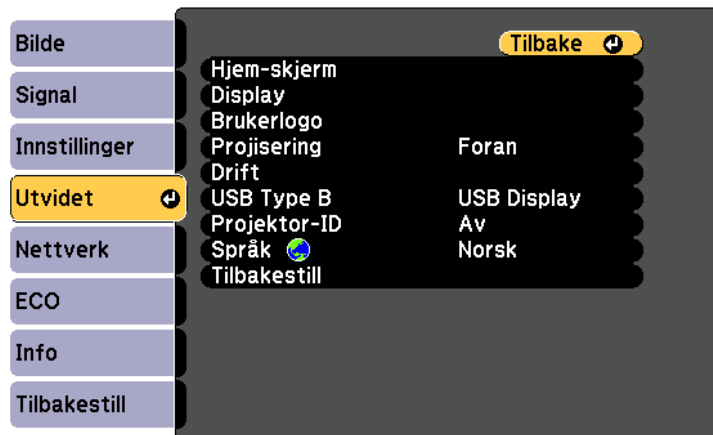 Bilde
Signal
Innstillinger
Utvidet
Nettverk
ECO
Info
Tilbakestill
Tilbake
Hjem-skjerm
Display
Brukerlogo
Projisering Foran
Drift
USB Type B USB Display
Projektor-ID Av
Språk Norsk
Tilbakestill